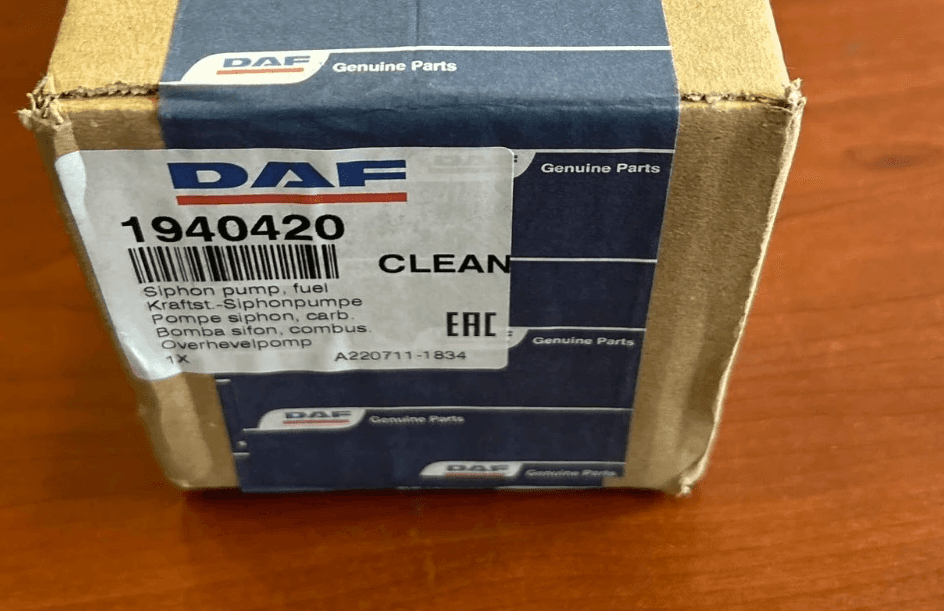 DAF Genuine Parts
DAF
Genuine Parts
1940420
CLEAN
Siphon pump, fuel
Kraftst.-Siphonpumpe
Pompe siphon, carb.
Bomba sifon, combus.
Overhevelpomp
EAC
1X A220711-1834
Genuine Parts
DAF Genuine Parts
DAF Genuine Parts